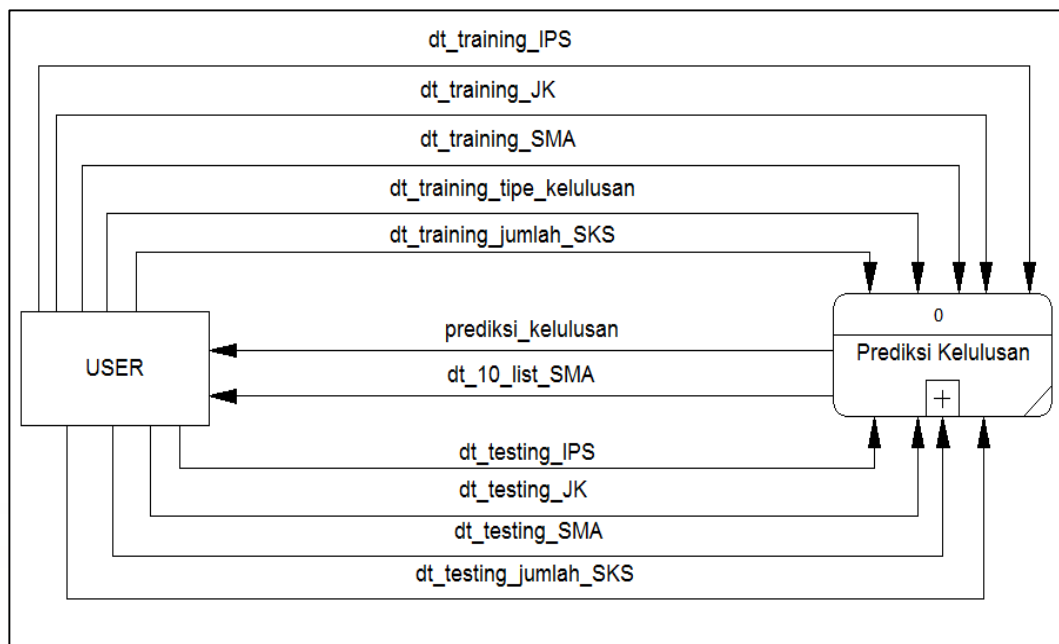 dt_training_IPS
dt_training_JK
dt_training_SMA
dt_training_tipe_kelulusan
dt_training_jumlah_SKS
0
prediksi_kelulusan
Prediksi Kelulusan
USER
dt_10_list_SMA
+
dt_testing_IPS
dt_testing_JK
dt_testing_SMA
dt_testing_jumlah_SKS